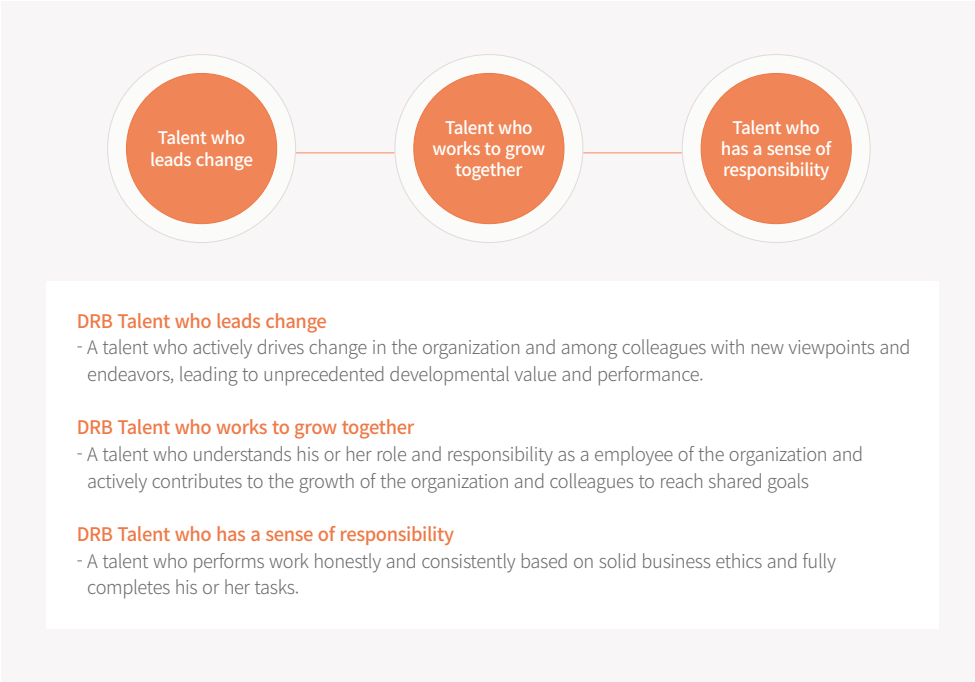 Talent who
leads change
Talent who
works to grow
together
Talent who
has a sense of
responsibility
DRB Talent who leads change
- A talent who actively drives change in the organization and among colleagues with new viewpoints and
endeavors, leading to unprecedented developmental value and performance.
DRB Talent who works to grow together
- A talent who understands his or her role and responsibility as a employee of the organization and
actively contributes to the growth of the organization and colleagues to reach shared goals
DRB Talent who has a sense of responsibility
- A talent who performs work honestly and consistently based on solid business ethics and fully
completes his or her tasks.